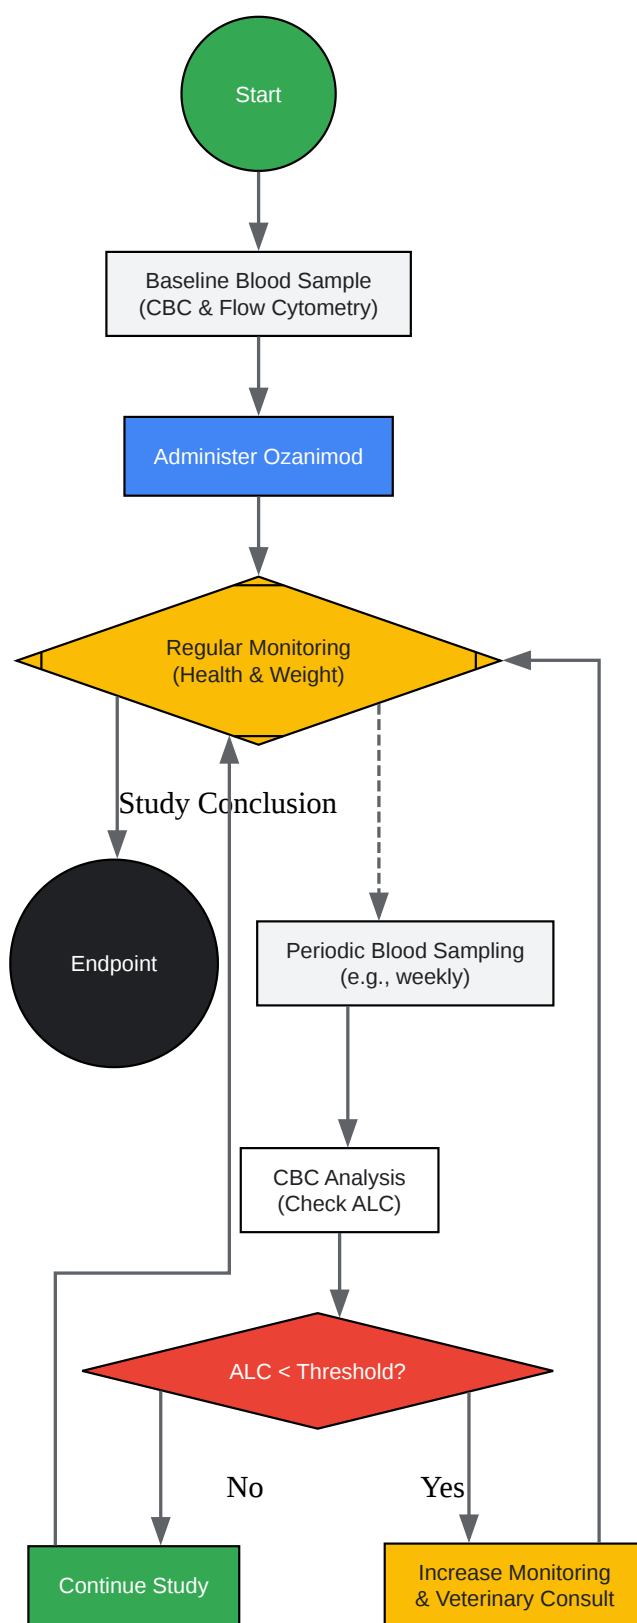 Start
Baseline Blood Sample
(CBC & Flow Cytometry)
Administer Ozanimod
Regular Monitoring
(Health & Weight)
Study Conclusion
Endpoint
Periodic Blood Sampling
(e.g., weekly)
CBC Analysis
(Check ALC)
ALC < Threshold?
No
Yes
Continue Study
Increase Monitoring
& Veterinary Consult